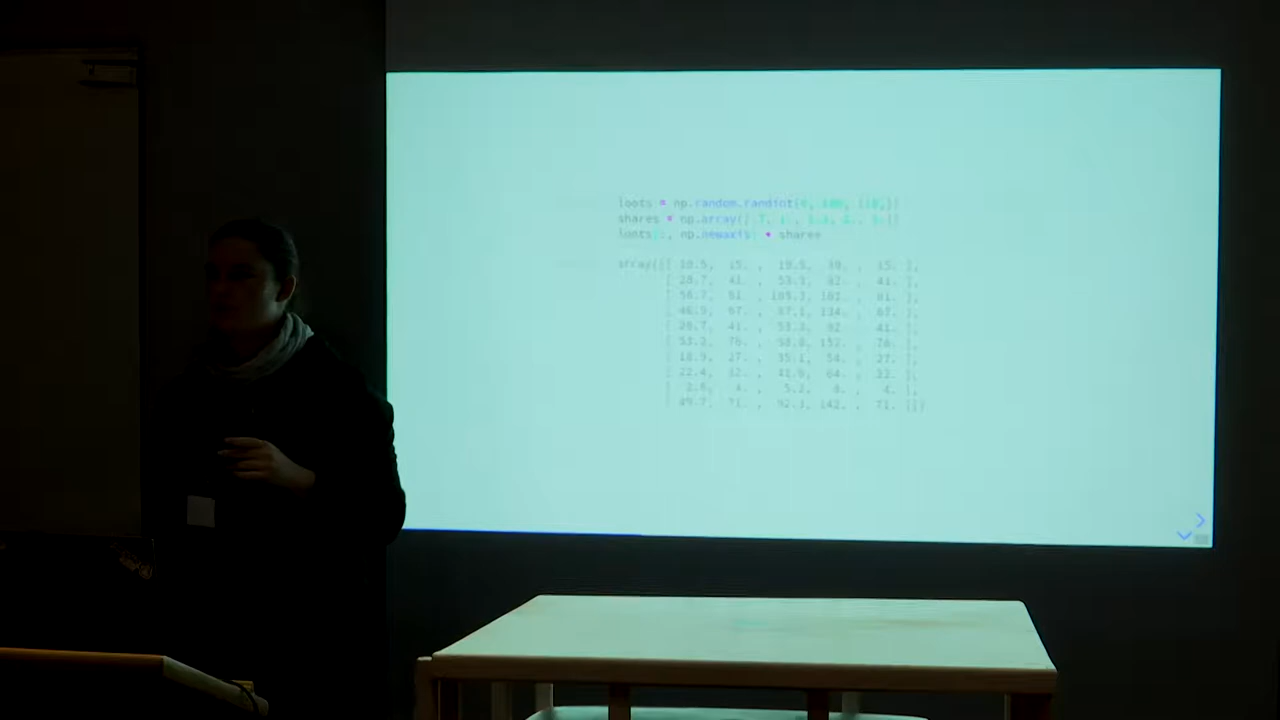 loots = np.random.randint(0, 100, (10,))
shares = np.array([.7, 1., 1.3, 2., 1.])
loots[:, np.newaxis] * shares
array([[ 10.5, 15. , 19.5, 30. , 15. ],
[ 28.7, 41. , 53.3, 82. , 41. ],
[ 56.7, 81. , 105.3, 162. , 81. ],
[ 46.9, 67. , 87.1, 134. , 67. ],
[ 28.7, 41. , 53.3, 82. , 41. ],
[ 53.2, 76. , 98.8, 152. , 76. ],
[ 18.9, 27. , 35.1, 54. , 27. ],
[ 22.4, 32. , 41.6, 64. , 32. ],
[ 2.8, 4. , 5.2, 8. , 4. ],
[ 49.7, 71. , 92.3, 142. , 71. ]])